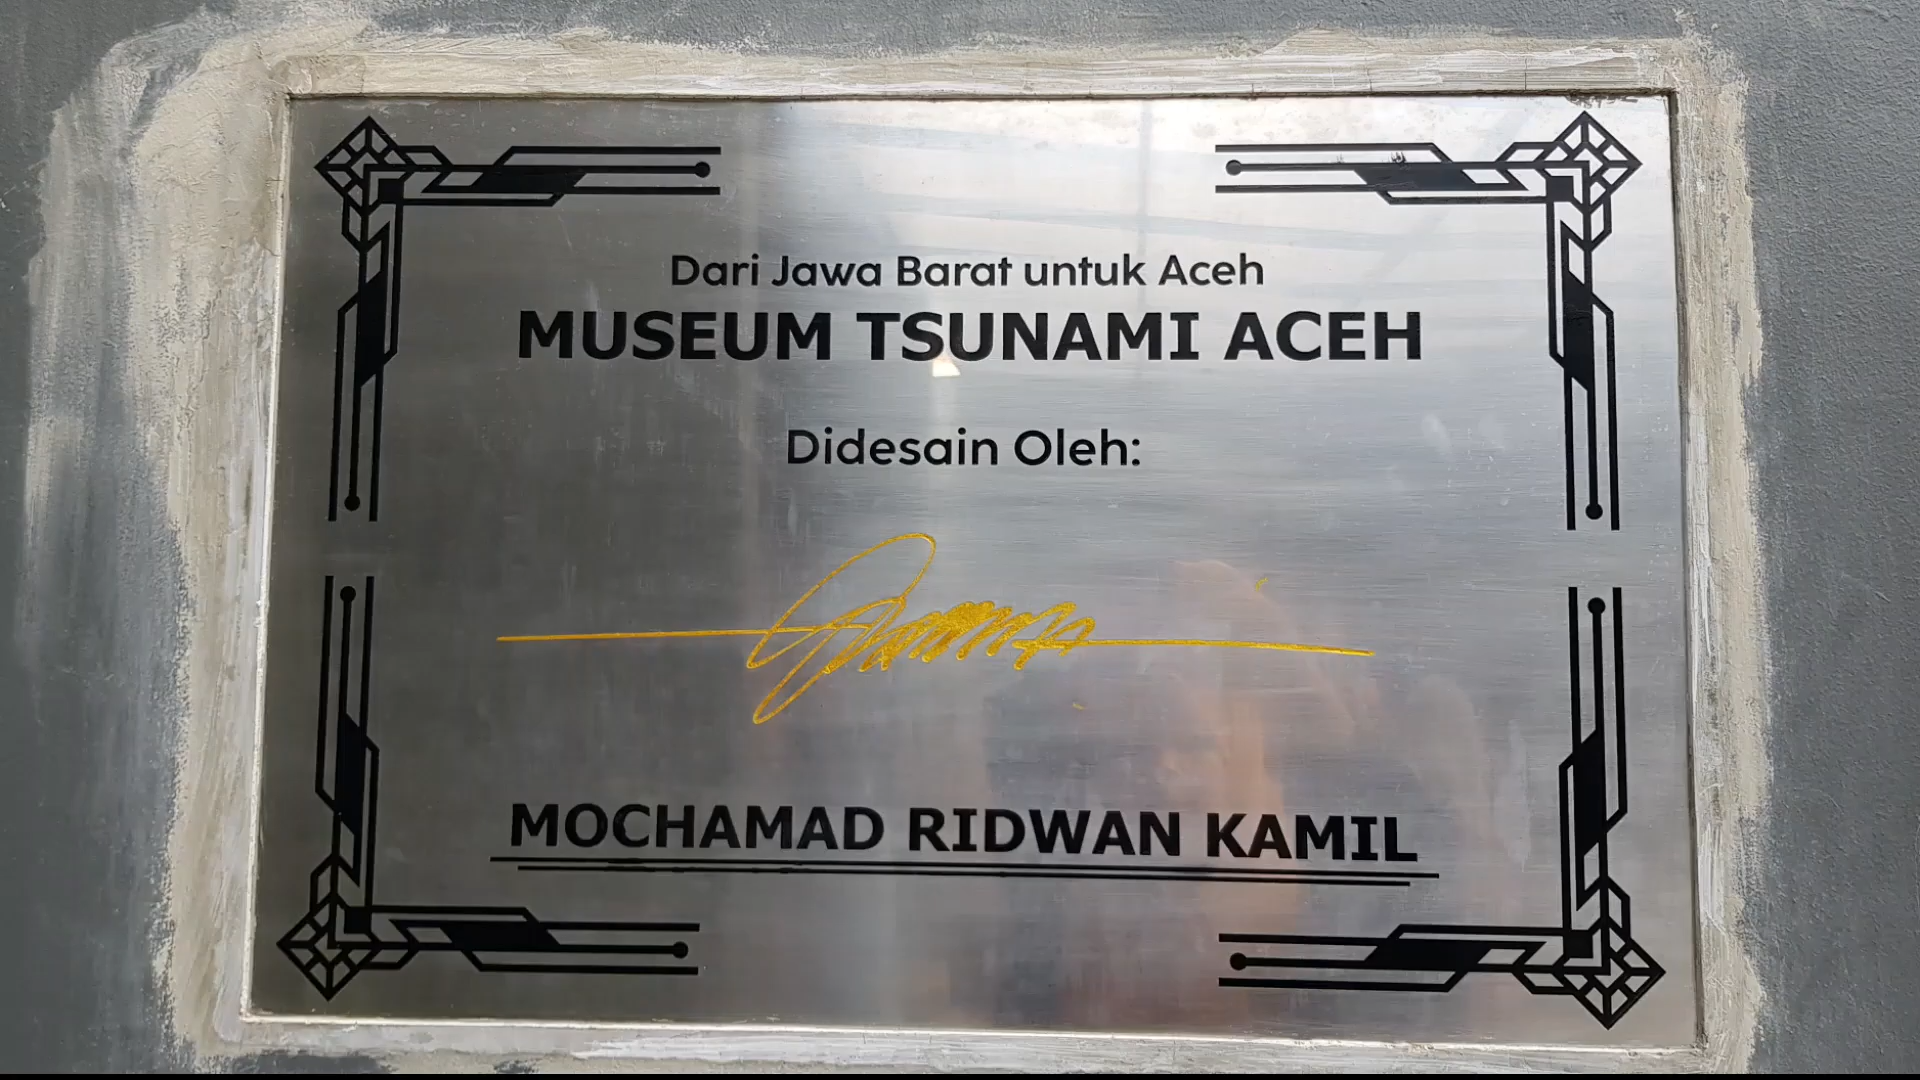 Dari Jawa Barat untuk Aceh
MUSEUM TSUNAMI ACEH
Didesain Oleh:
MOCHAMAD RIDWAN KAMIL